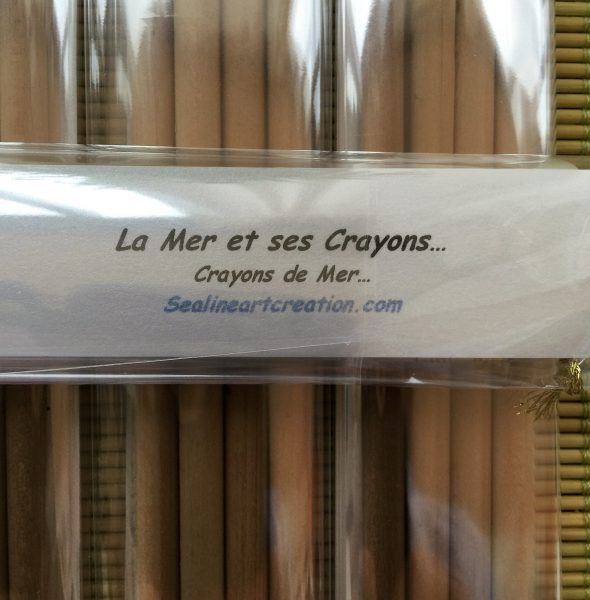 La Mer et ses Crayons...
Crayons de Mer...
Sealineartcreation.com